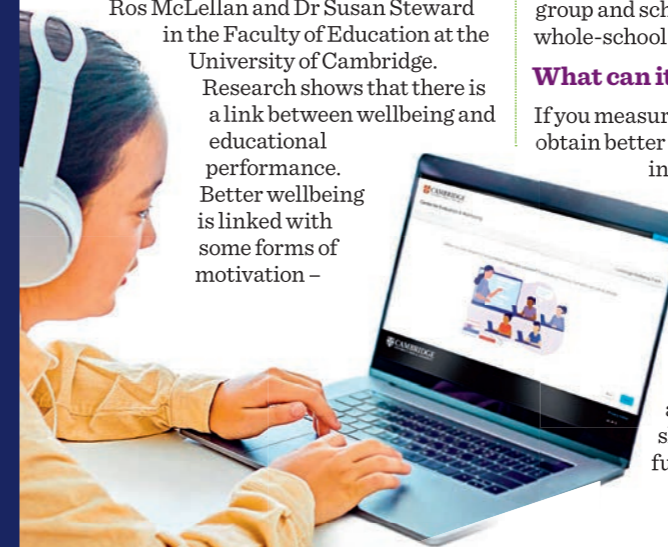 Ros McLellan and Dr Susan Steward
in the Faculty of Education at the
University of Cambridge.
Research shows that there is
a link between wellbeing and
educational
performance.
Better wellbeing
is linked with
some forms of
motivation –
group and sch
whole-school
What can it
If you measur
obtain better
in
a
s
fu
CAMBRIDGE
CAMBRIDGE